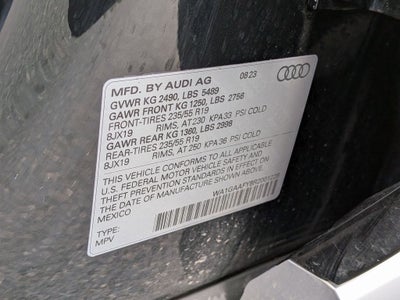 MFD. BY AUDI AG 08 23
GVWR KG 2490, LBS 5489
GAWR FRONT KG 1250, LBS 2756
FRONT-TIRES 235/55 R19
8JX19 RIMS, AT 230 KPA 33 PSI COLD
GAWR REAR KG 1360, LBS 2998
REAR-TIRES 235/55 R19
8JX19 RIMS, AT 250 KPA 36 PSI COLD
THIS VEHICLE CONFORMS TO ALL APPLICABLE
U.S. FEDERAL MOTOR VEHICLE SAFETY AND
THEFT PREVENTION STANDARDS IN EFFECT ON THE
DATE OF MANUFACTURE SHOWN ABOVE.
MEXICO
TYPE:
MPV